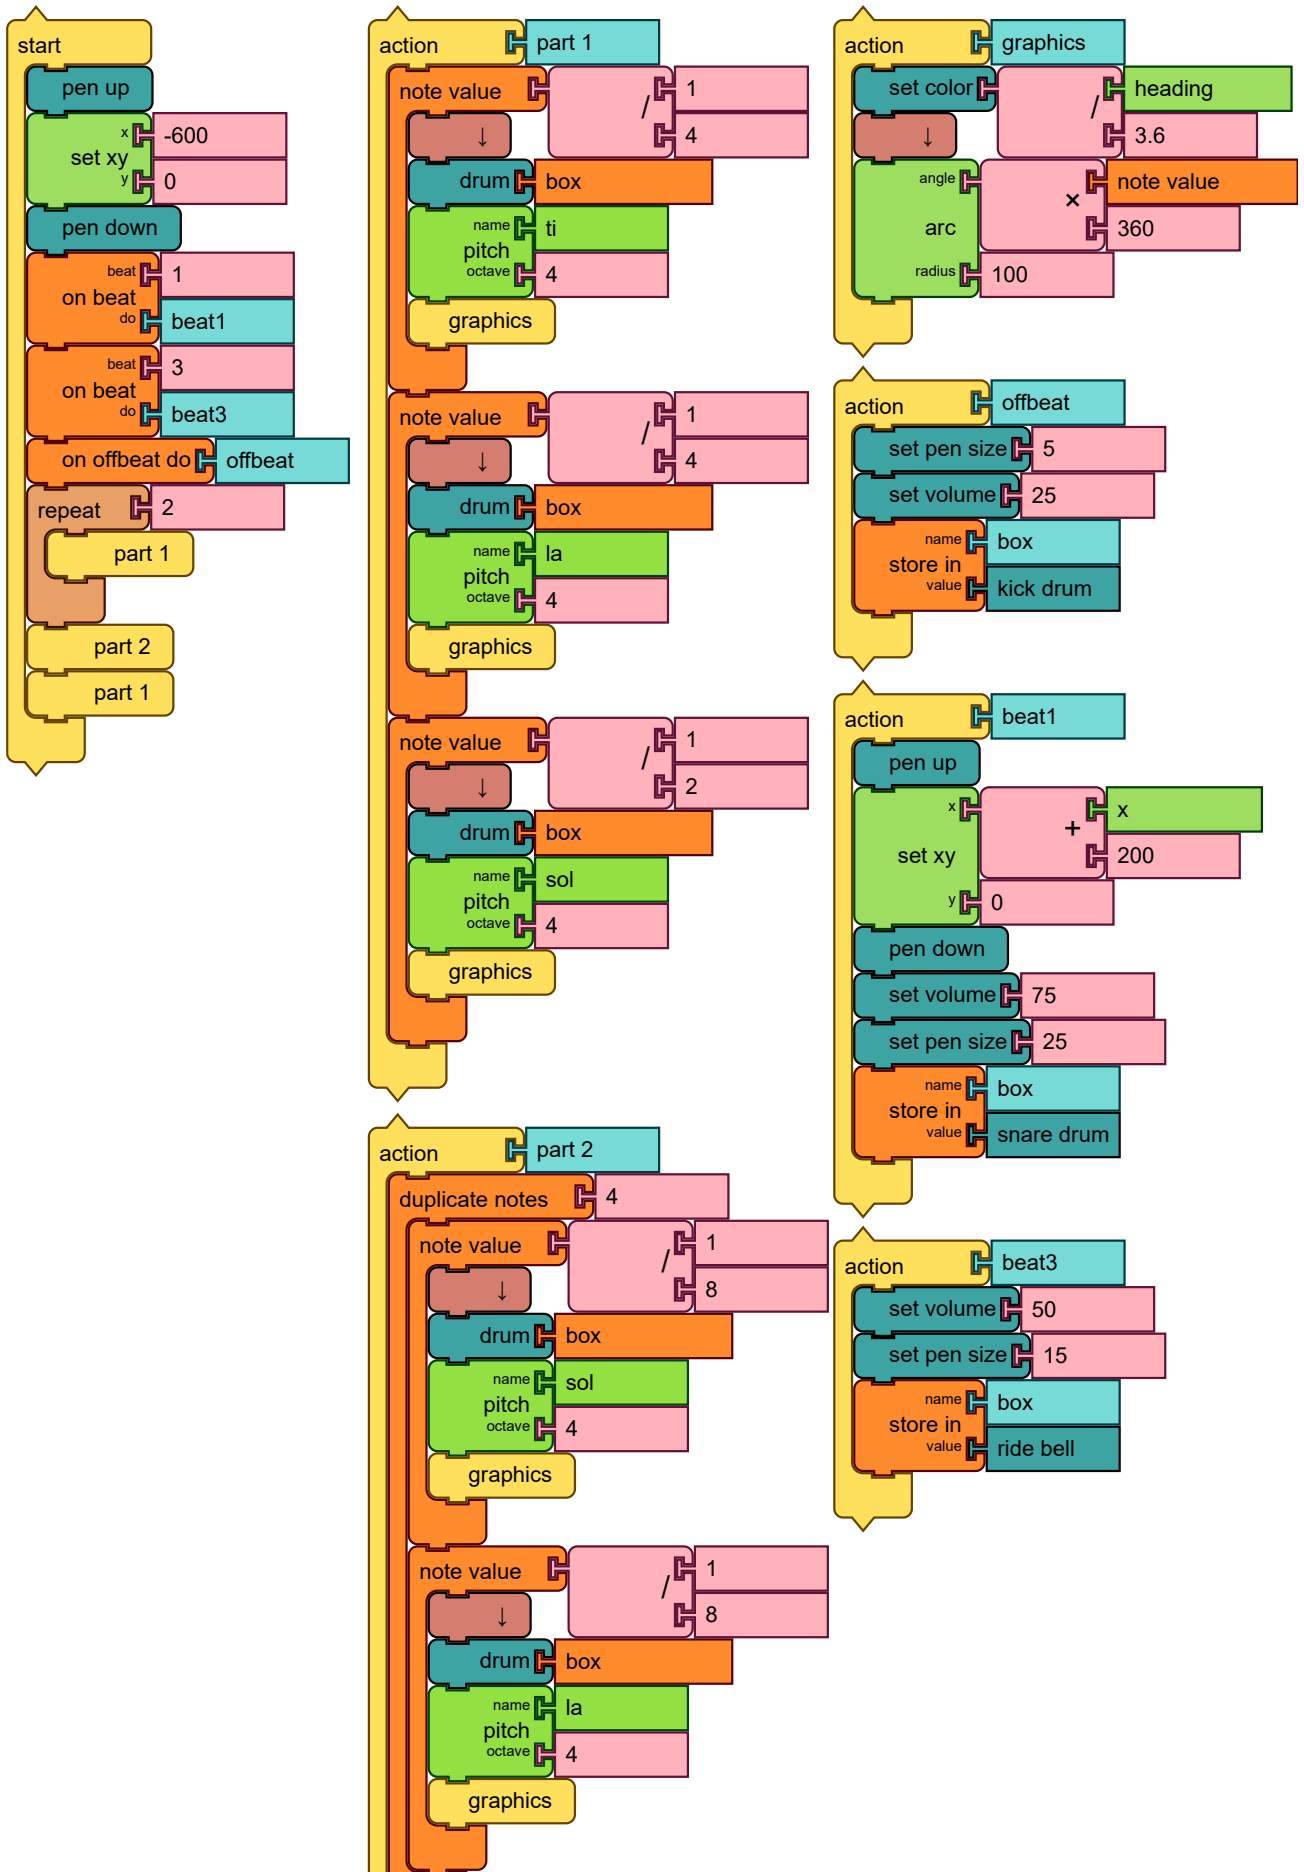 start
pen up
x -600
set xy
y 0
pen down
beat 1
on beat
do beat1
beat 3
on beat
do beat3
on offbeat do offbeat
repeat 2
part 1
part 2
part 1
action part 1
note value / 1
↓ 4
drum box
name ti
pitch
octave 4
graphics
note value / 1
↓ 4
drum box
name la
pitch
octave 4
graphics
note value / 1
↓ 2
drum box
name sol
pitch
octave 4
graphics
action part 2
duplicate notes 4
note value / 1
↓ 8
drum box
name sol
pitch
octave 4
graphics
note value / 1
↓ 8
drum box
name la
pitch
octave 4
graphics
action graphics
set color / heading
↓ 3.6
angle × note value
arc 360
radius 100
action offbeat
set pen size 5
set volume 25
name box
store in
value kick drum
action beat1
pen up
x + x
set xy 200
y 0
pen down
set volume 75
set pen size 25
name box
store in
value snare drum
action beat3
set volume 50
set pen size 15
name box
store in
value ride bell